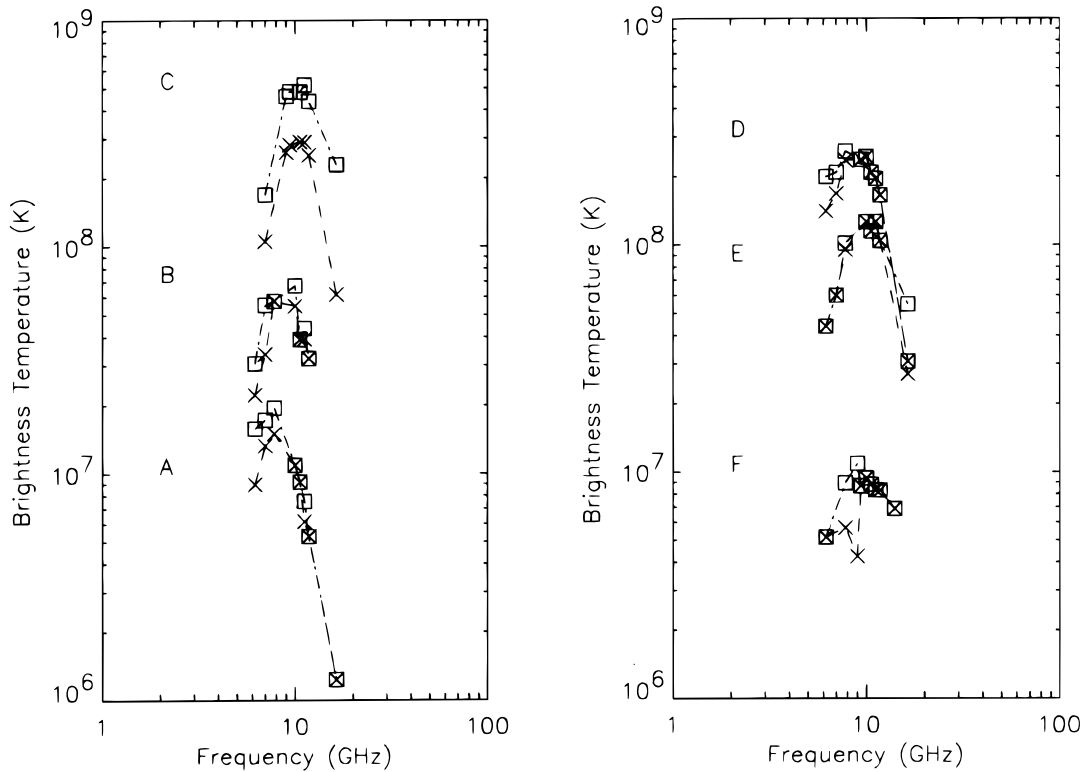 10^9
C
10^8
B
A
10^7
10^6
1
10
100
Frequency (GHz)
Brightness Temperature (K)
10^9
D
10^8
E
F
10^7
10^6
1
10
100
Frequency (GHz)
Brightness Temperature (K)